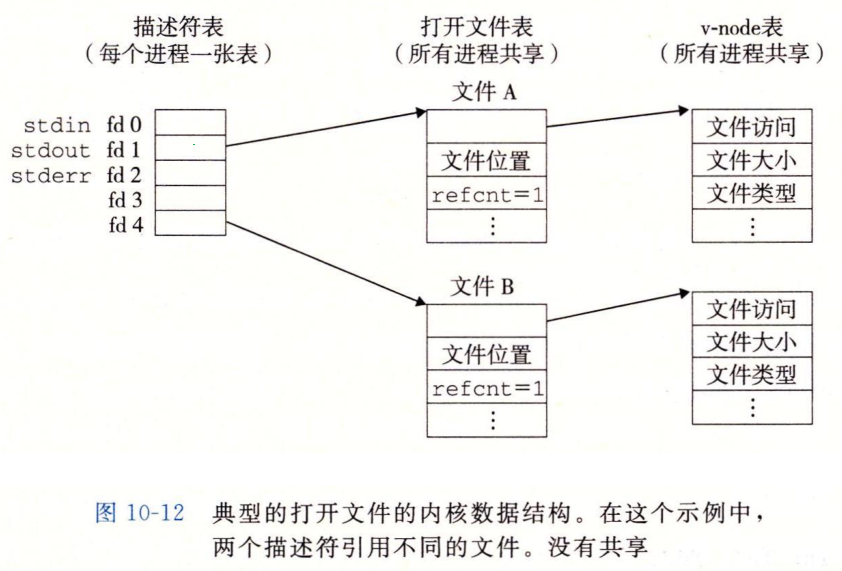 描述符表
(每个进程一张表)
打开文件表
(所有进程共享)
v-node表
(所有进程共享)
stdin fd 0
stdout fd 1
stderr fd 2
fd 3
fd 4
文件 A
文件位置
refcnt=1
⋮
文件访问
文件大小
文件类型
⋮
文件 B
文件位置
refcnt=1
⋮
文件访问
文件大小
文件类型
⋮
图 10-12 典型的打开文件的内核数据结构。在这个示例中，
两个描述符引用不同的文件。没有共享